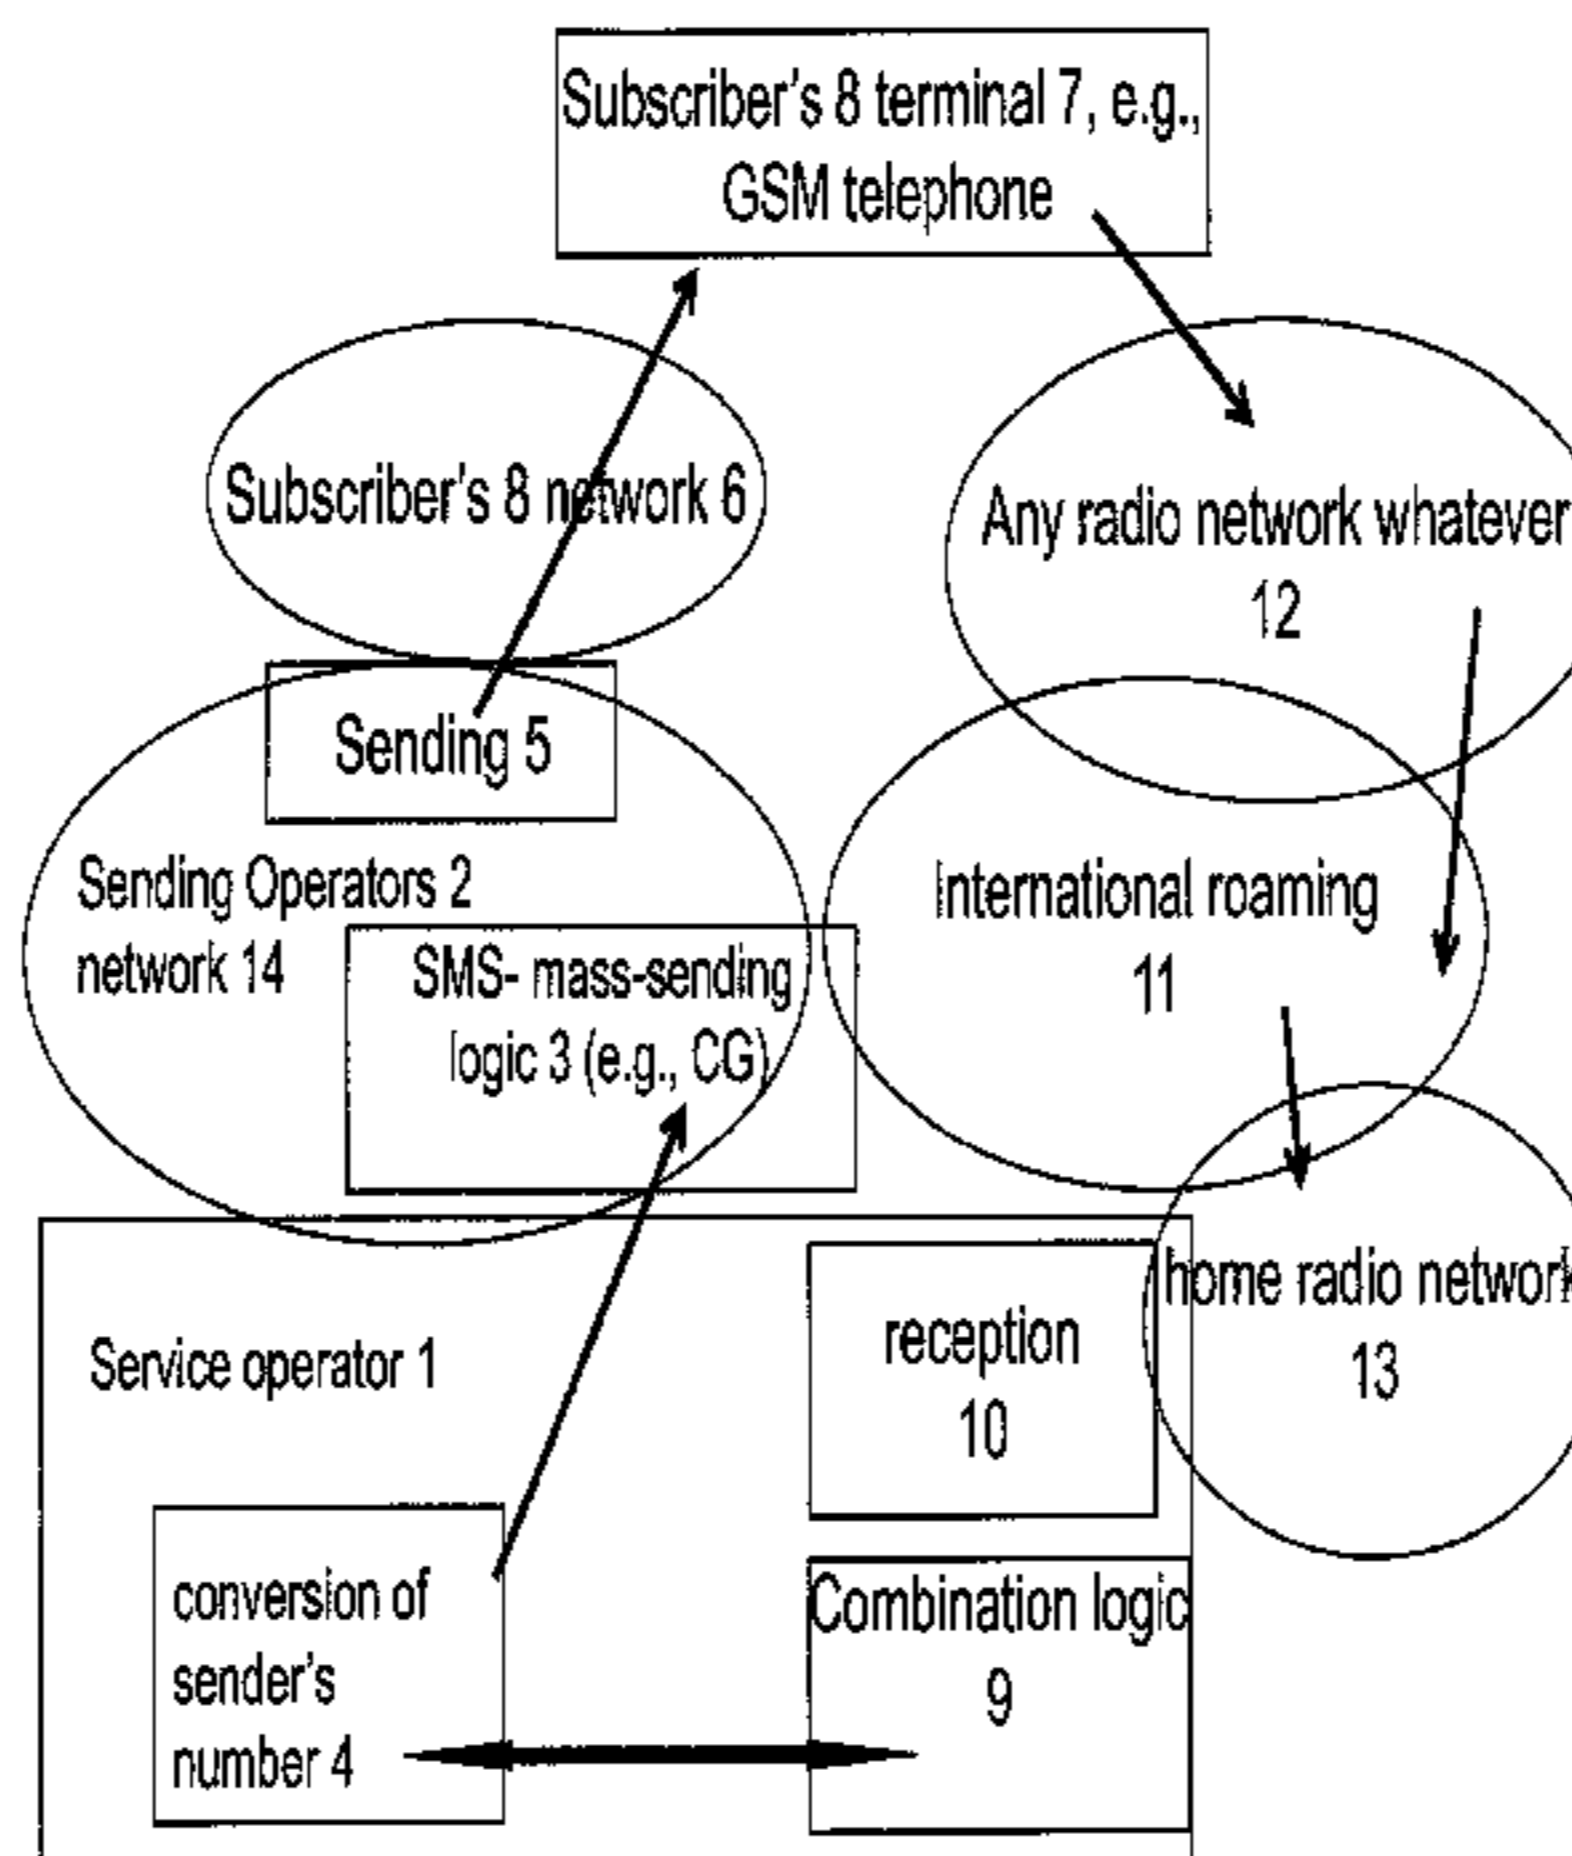 Subscriber's 8 terminal 7, e.g.,
GSM telephone
Subscriber's 8 network 6
Any radio network whatever
12
Sending 5
Sending Operators 2
network 14
SMS- mass-sending
logic 3 (e.g., CG)
International roaming
11
home radio network
13
Service operator 1
reception
10
conversion of
sender's
number 4
Combination logic
9